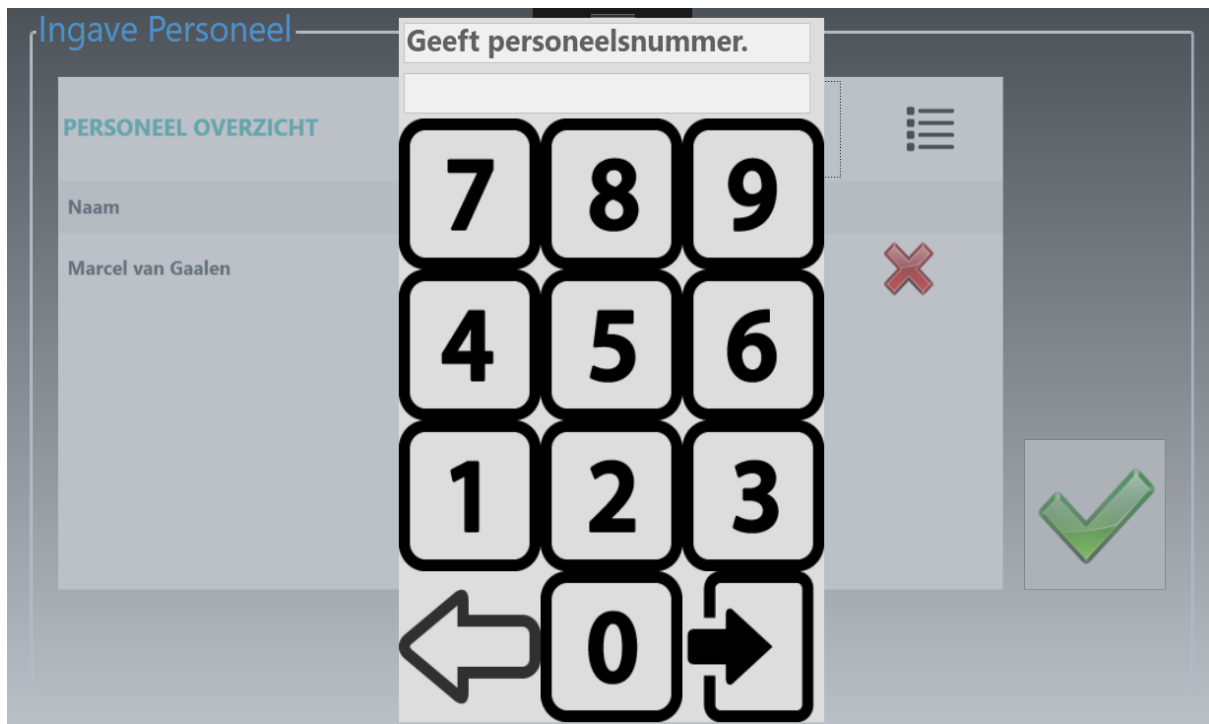 Ingave Personeel
Geeft personeelsnummer.
PERSONEEL OVERZICHT
Naam
Marcel van Gaalen
7 8 9
4 5 6
1 2 3
0